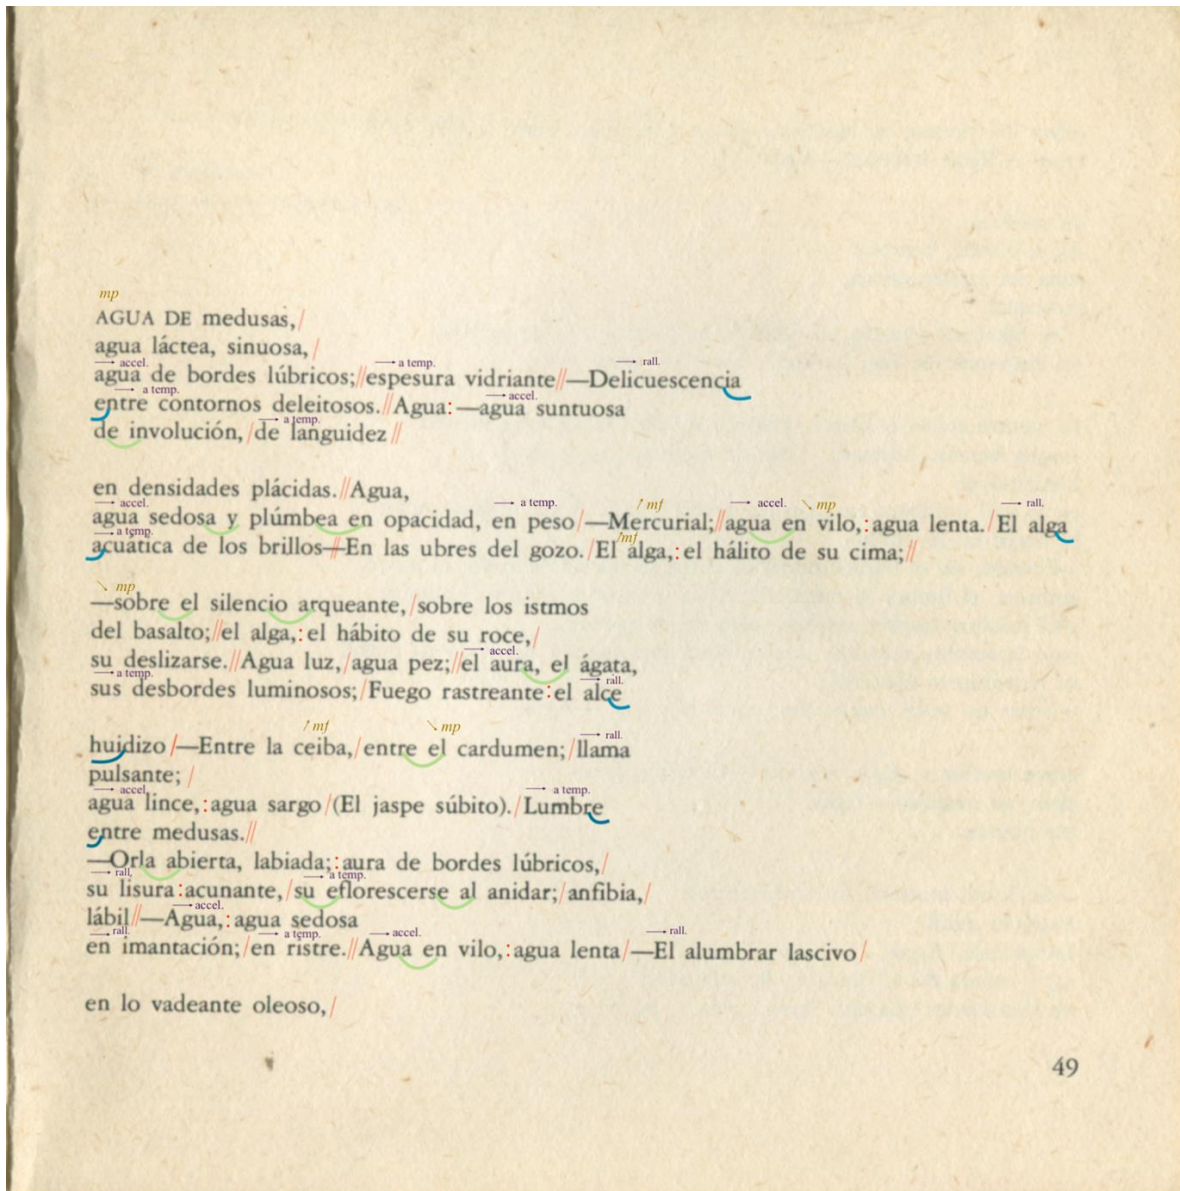 mp
AGUA DE medusas,/
agua láctea, sinuosa,/
→ accel. → a temp. → rall.
agua de bordes lúbricos;//espesura vidriante//—Delicuescencia
→ a temp. → accel.
entre contornos deleitosos.//Agua:—agua suntuosa
→ a temp.
de involución,/de languidez//
en densidades plácidas.//Agua,
→ accel. → a temp. ↗ mf → accel. ↘ mp → rall.
agua sedosa y plúmbea en opacidad, en peso/—Mercurial;//agua en vilo,:agua lenta./El alga
→ a temp. ↗ mf
acuática de los brillos//—En las ubres del gozo./El alga,:el hálito de su cima;//
↘ mp
—sobre el silencio arqueante,/sobre los istmos
del basalto;//el alga,:el hábito de su roce,/
→ accel.
su deslizarse.//Agua luz,/agua pez;//el aura, el ágata,
→ a temp. → rall.
sus desbordes luminosos;/Fuego rastreante:el alce
↗ mf ↘ mp → rall.
huidizo/—Entre la ceiba,/entre el cardumen;/llama
pulsante;/
→ accel. → a temp.
agua lince,:agua sargo/(El jaspe súbito)./Lumbre
entre medusas.//
—Orla abierta, labiada;:aura de bordes lúbricos,/
→ rall. → a temp.
su lisura:acunante,/su eflorescerse al anidar;/anfibia,/
→ accel.
lábil//—Agua,:agua sedosa
→ rall. → a temp. → accel. → rall.
en imantación;/en ristre.//Agua en vilo,:agua lenta/—El alumbrar lascivo/
en lo vadeante oleoso,/
49